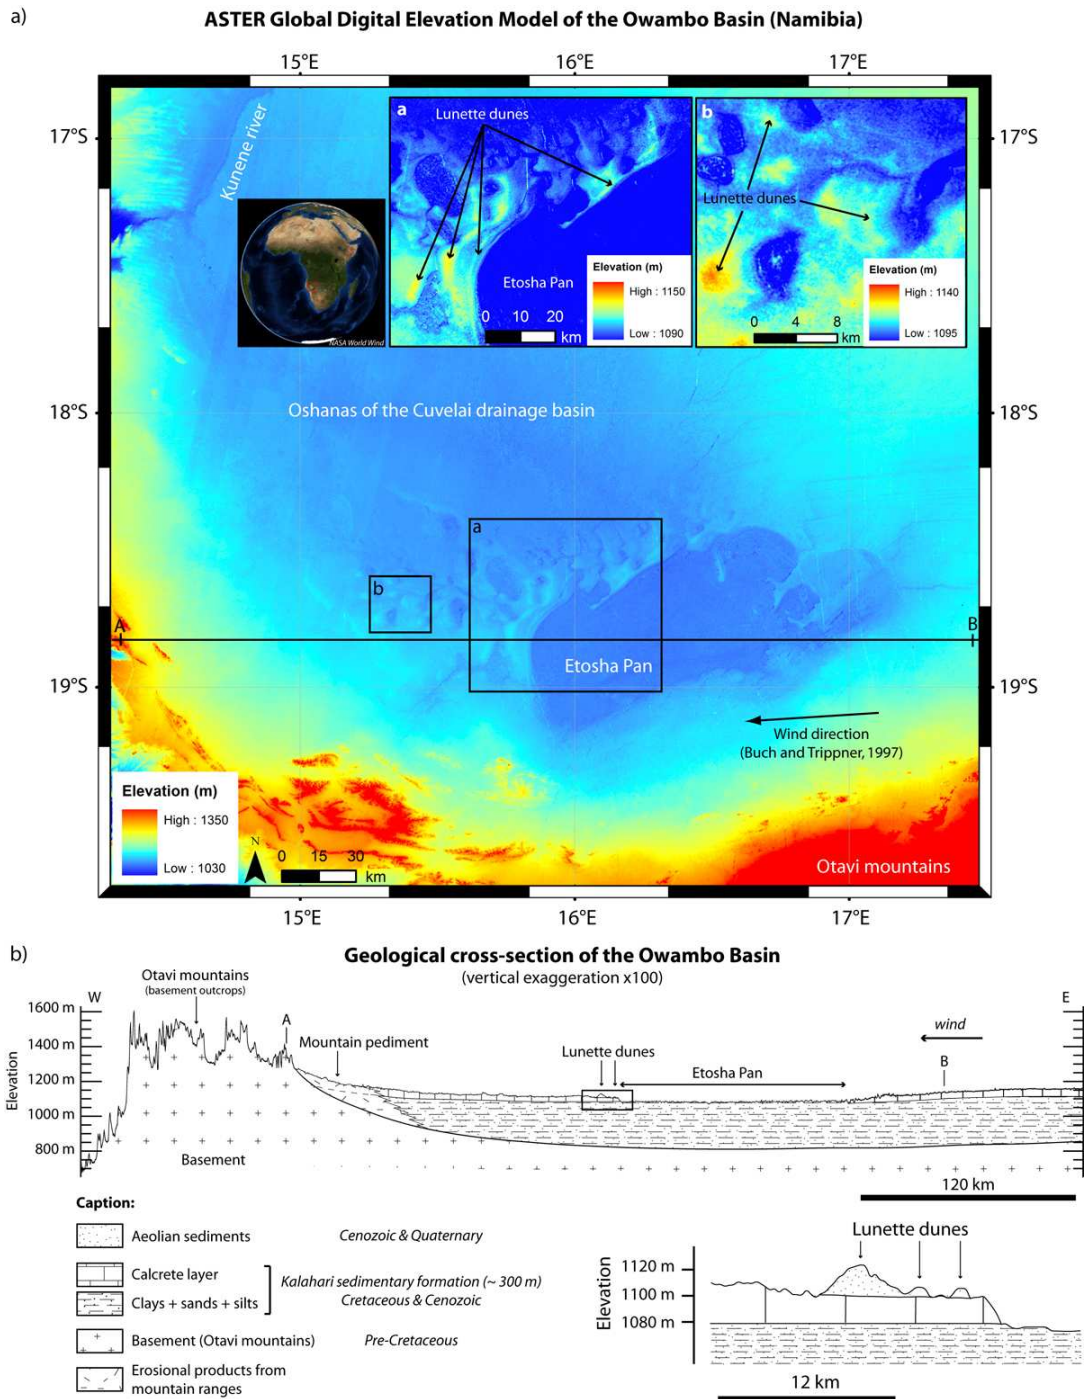 a)
ASTER Global Digital Elevation Model of the Owambo Basin (Namibia)
15°E
16°E
17°E
17°S
17°S
Kunene river
a
Lunette dunes
Etosha Pan
0 10 20
km
Elevation (m)
High : 1150
Low : 1090
b
Lunette dunes
0 4 8
km
Elevation (m)
High : 1140
Low : 1095
NASA World Wind
18°S
Oshanas of the Cuvelai drainage basin
18°S
a
b
A
B
Etosha Pan
19°S
19°S
Wind direction
(Buch and Trippner, 1997)
Elevation (m)
High : 1350
Low : 1030
N
0 15 30
km
Otavi mountains
15°E
16°E
17°E
b)
Geological cross-section of the Owambo Basin
(vertical exaggeration x100)
W
Otavi mountains
(basement outcrops)
A
E
1600 m
1400 m
1200 m
1000 m
800 m
Elevation
Mountain pediment
Lunette dunes
Etosha Pan
wind
B
Basement
120 km
Caption:
Aeolian sediments
Cenozoic & Quaternary
Calcrete layer
Clays + sands + silts
Kalahari sedimentary formation (~ 300 m)
Cretaceous & Cenozoic
Basement (Otavi mountains)
Pre-Cretaceous
Erosional products from
mountain ranges
Lunette dunes
Elevation
1120 m
1100 m
1080 m
12 km